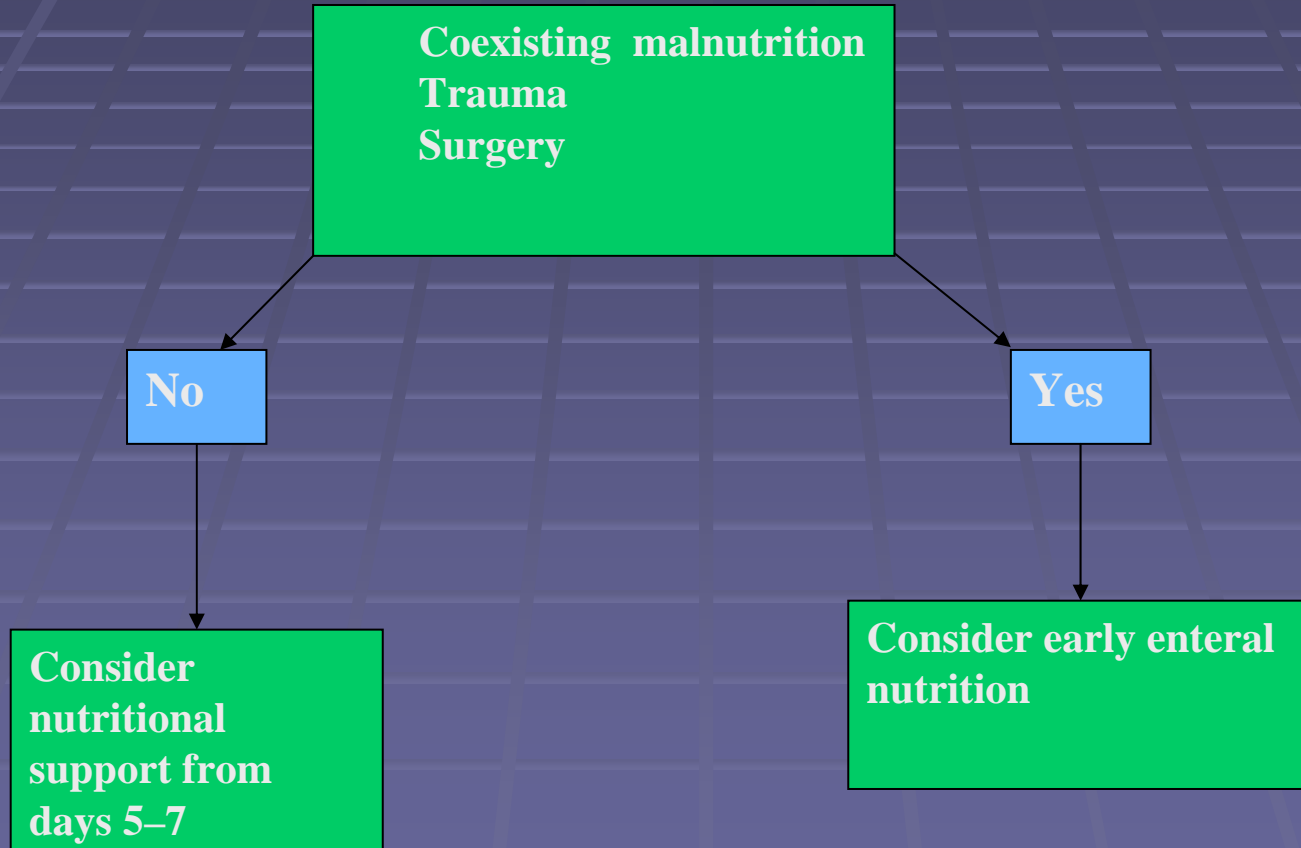 Coexisting malnutrition
Trauma
Surgery
No
Yes
Consider
nutritional
support from
days 5–7
Consider early enteral
nutrition